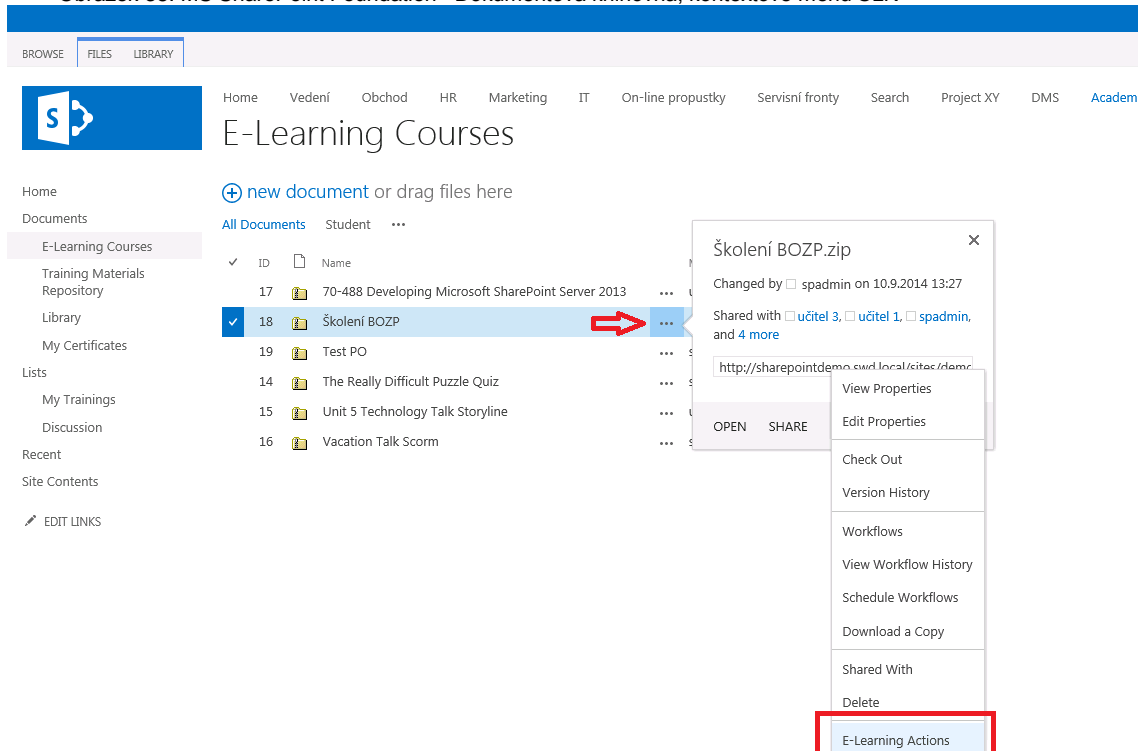 BROWSE FILES LIBRARY
S
Home Vedení Obchod HR Marketing IT On-line propustky Servisní fronty Search Project XY DMS Academ
E-Learning Courses
Home
Documents
E-Learning Courses
Training Materials
Repository
Library
My Certificates
Lists
My Trainings
Discussion
Recent
Site Contents
EDIT LINKS
new document or drag files here
All Documents Student •••
ID Name
17 70-488 Developing Microsoft SharePoint Server 2013 •••
18 Školení BOZP •••
19 Test PO •••
14 The Really Difficult Puzzle Quiz •••
15 Unit 5 Technology Talk Storyline •••
16 Vacation Talk Scorm •••
Školení BOZP.zip
Changed by spadmin on 10.9.2014 13:27
Shared with učitel 3, učitel 1, spadmin,
and 4 more
http://sharepointdemo.swd.local/sites/demo
OPEN SHARE
View Properties
Edit Properties
Check Out
Version History
Workflows
View Workflow History
Schedule Workflows
Download a Copy
Shared With
Delete
E-Learning Actions